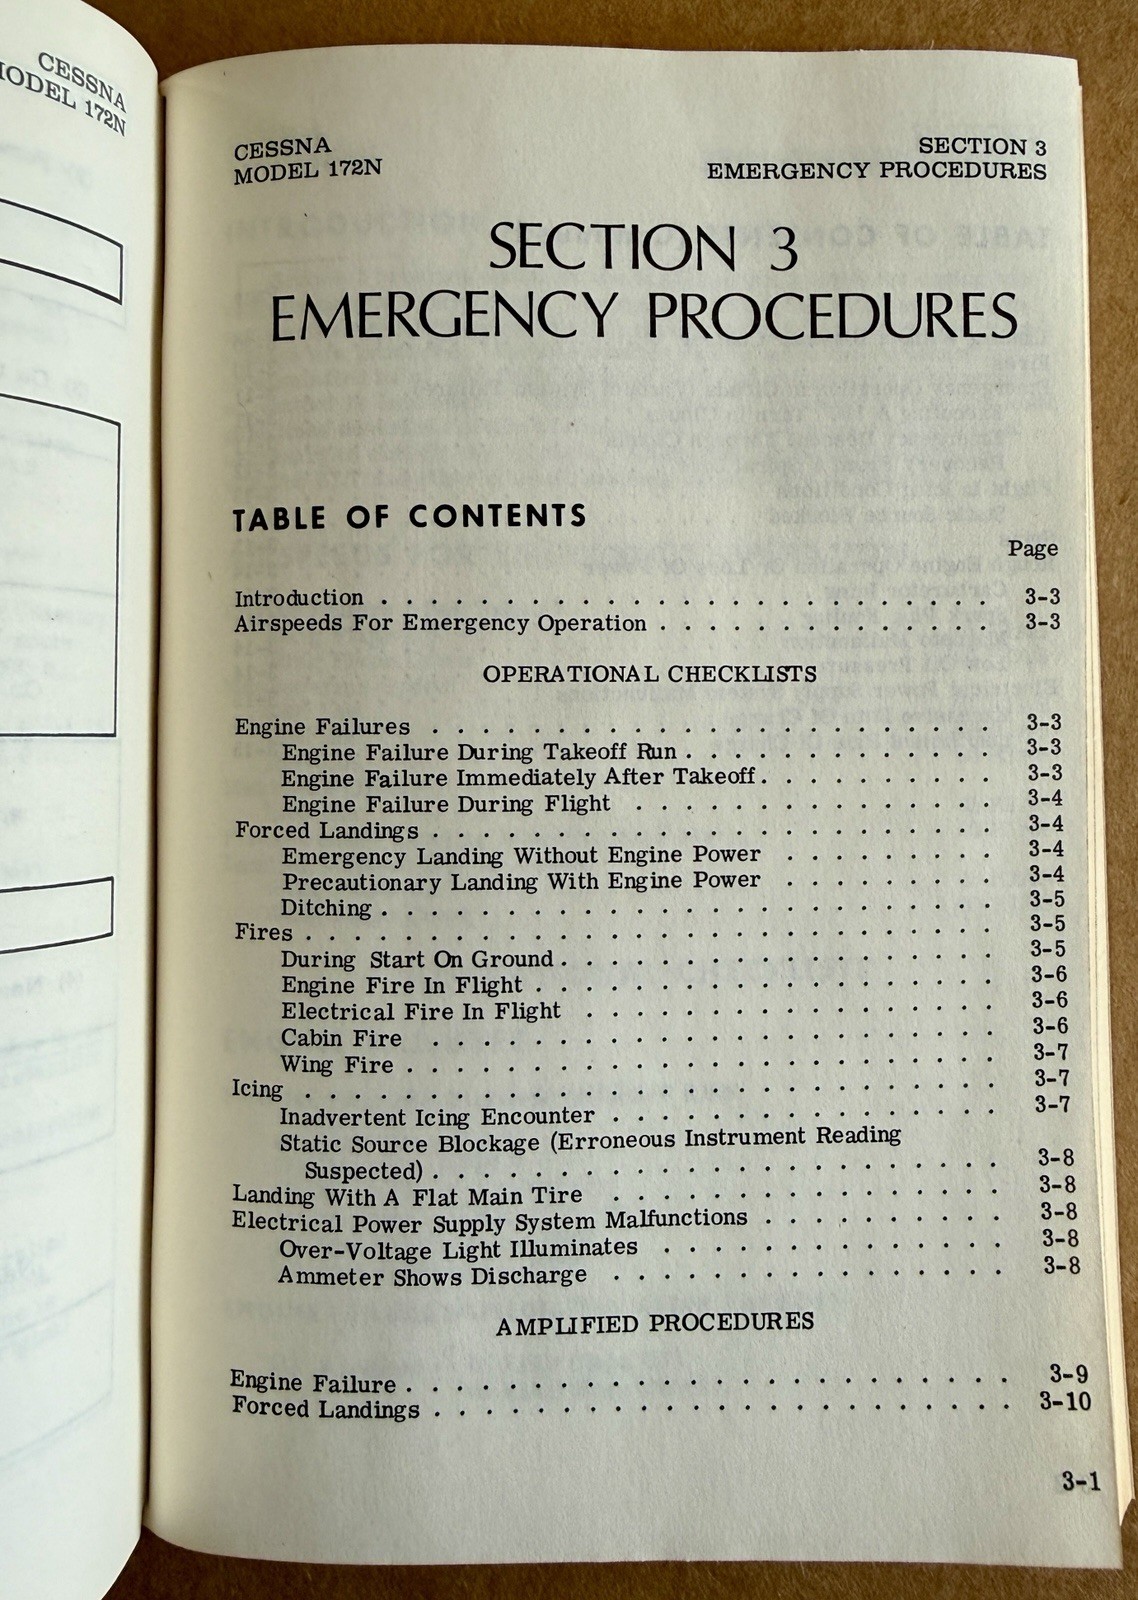 CESSNA
MODEL 172N
CESSNA
MODEL 172N
SECTION 3
EMERGENCY PROCEDURES
SECTION 3
EMERGENCY PROCEDURES
TABLE OF CONTENTS
Page
Introduction . . . . . . . . . . . . . . . . . . . . . . . . . 3-3
Airspeeds For Emergency Operation . . . . . . . . . . . . . . 3-3
OPERATIONAL CHECKLISTS
Engine Failures . . . . . . . . . . . . . . . . . . . . . . . 3-3
Engine Failure During Takeoff Run . . . . . . . . . . . . . 3-3
Engine Failure Immediately After Takeoff . . . . . . . . . . 3-3
Engine Failure During Flight . . . . . . . . . . . . . . . 3-4
Forced Landings . . . . . . . . . . . . . . . . . . . . . . . 3-4
Emergency Landing Without Engine Power . . . . . . . . . 3-4
Precautionary Landing With Engine Power . . . . . . . . . 3-4
Ditching . . . . . . . . . . . . . . . . . . . . . . . . . 3-5
Fires . . . . . . . . . . . . . . . . . . . . . . . . . . . . 3-5
During Start On Ground . . . . . . . . . . . . . . . . . . 3-5
Engine Fire In Flight . . . . . . . . . . . . . . . . . . . 3-6
Electrical Fire In Flight . . . . . . . . . . . . . . . . . 3-6
Cabin Fire . . . . . . . . . . . . . . . . . . . . . . . 3-6
Wing Fire . . . . . . . . . . . . . . . . . . . . . . . . 3-7
Icing . . . . . . . . . . . . . . . . . . . . . . . . . . . . 3-7
Inadvertent Icing Encounter . . . . . . . . . . . . . . . . 3-7
Static Source Blockage (Erroneous Instrument Reading
Suspected) . . . . . . . . . . . . . . . . . . . . . . . 3-8
Landing With A Flat Main Tire . . . . . . . . . . . . . . . . 3-8
Electrical Power Supply System Malfunctions . . . . . . . . . . 3-8
Over-Voltage Light Illuminates . . . . . . . . . . . . . . 3-8
Ammeter Shows Discharge . . . . . . . . . . . . . . . . 3-8
AMPLIFIED PROCEDURES
Engine Failure . . . . . . . . . . . . . . . . . . . . . . . . 3-9
Forced Landings . . . . . . . . . . . . . . . . . . . . . . . 3-10
3-1